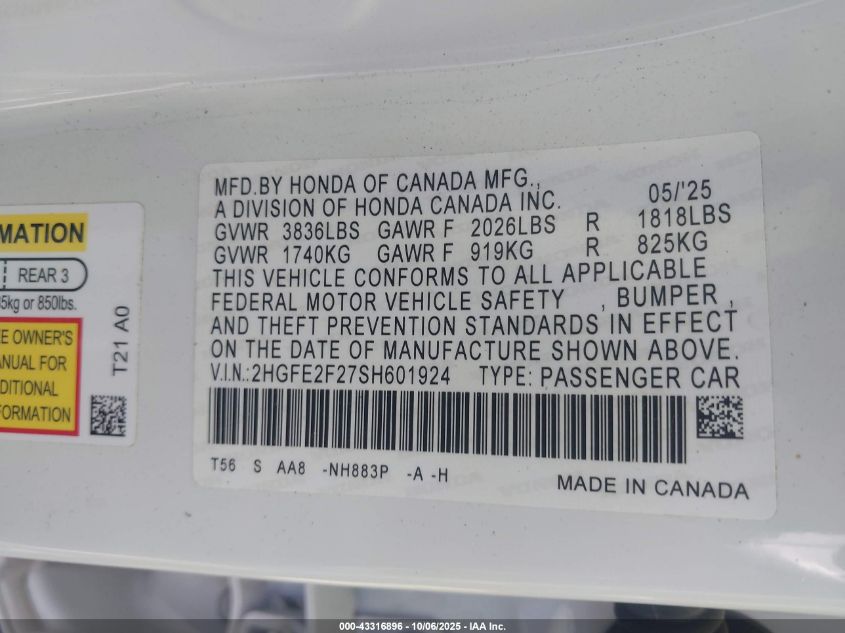 MATION
REAR 3
5kg or 850lbs.
E OWNER'S
ANUAL FOR
DITIONAL
FORMATION
T21 A0
MFD.BY HONDA OF CANADA MFG.,
A DIVISION OF HONDA CANADA INC. 05/'25
GVWR 3836LBS GAWR F 2026LBS R 1818LBS
GVWR 1740KG GAWR F 919KG R 825KG
THIS VEHICLE CONFORMS TO ALL APPLICABLE
FEDERAL MOTOR VEHICLE SAFETY , BUMPER ,
AND THEFT PREVENTION STANDARDS IN EFFECT
ON THE DATE OF MANUFACTURE SHOWN ABOVE.
V.I.N.: 2HGFE2F27SH601924 TYPE: PASSENGER CAR
T56 S AA8 -NH883P -A -H
MADE IN CANADA
000-43316896 - 10/06/2025 - IAA Inc.